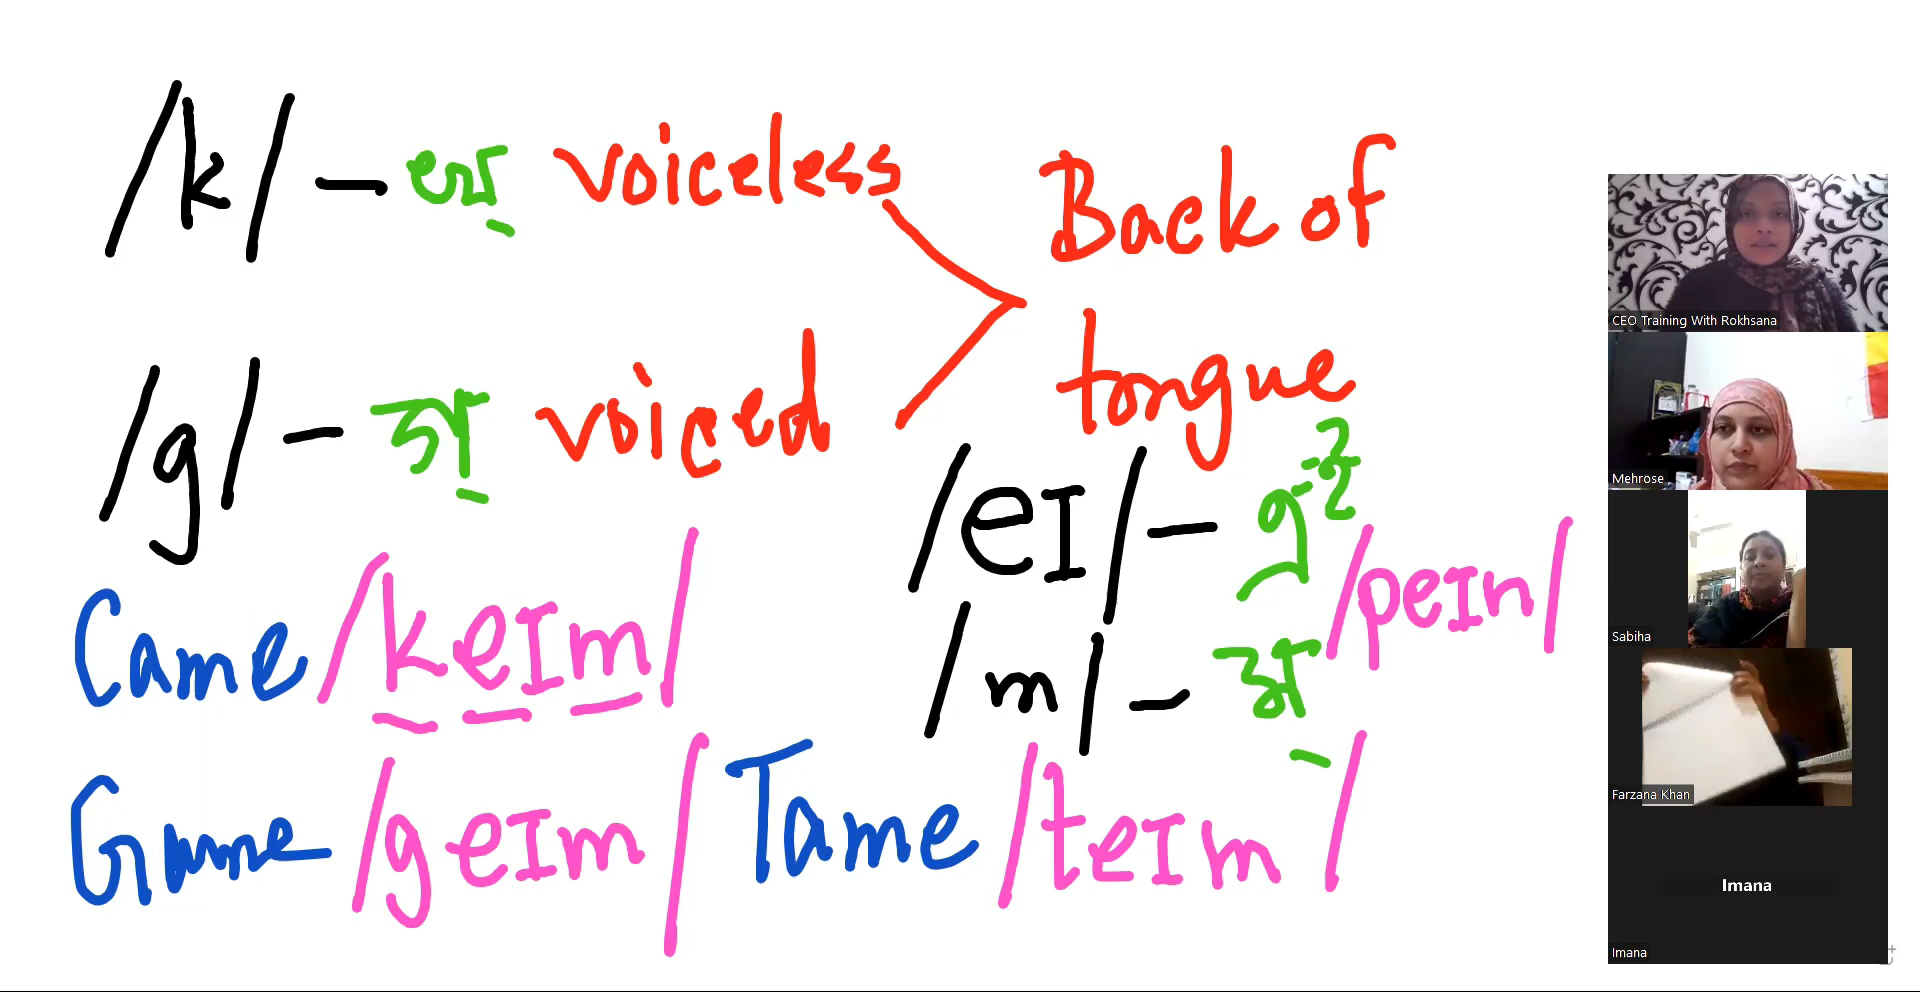 /k/ – voiceless
Back of
tongue
/g/ – voiced
/eɪ/ – এই
/peɪn/
/m/ –
Came /keɪm/
Game /geɪm/ Tame /teɪm/
CEO Training With Rokhsana
Mehrose
Sabiha
Farzana Khan
Imana
Imana